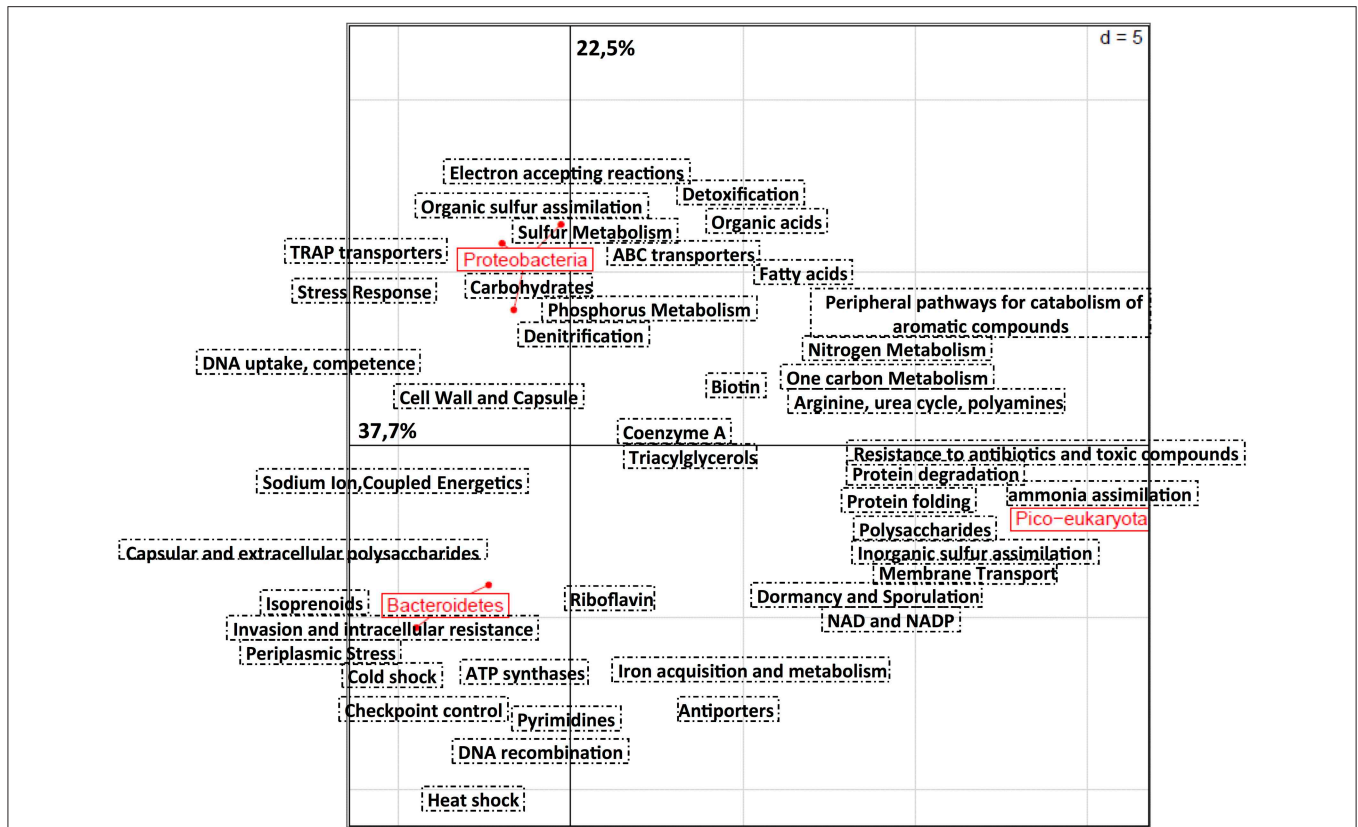 d = 5
22,5%
Electron accepting reactions
Detoxification
Organic sulfur assimilation
Organic acids
Sulfur Metabolism
TRAP transporters
Proteobacteria
ABC transporters
Fatty acids
Stress Response
Carbohydrates
Phosphorus Metabolism
Peripheral pathways for catabolism of
aromatic compounds
Denitrification
Nitrogen Metabolism
DNA uptake, competence
One carbon Metabolism
Biotin
Cell Wall and Capsule
Arginine, urea cycle, polyamines
37,7%
Coenzyme A
Triacylglycerols
Resistance to antibiotics and toxic compounds
Protein degradation
Sodium Ion,Coupled Energetics
ammonia assimilation
Protein folding
Pico-eukaryota
Polysaccharides
Capsular and extracellular polysaccharides
Inorganic sulfur assimilation
Membrane Transport
Dormancy and Sporulation
Isoprenoids
Bacteroidetes
Riboflavin
NAD and NADP
Invasion and intracellular resistance
Periplasmic Stress
Cold shock
ATP synthases
Iron acquisition and metabolism
Checkpoint control
Pyrimidines
Antiporters
DNA recombination
Heat shock